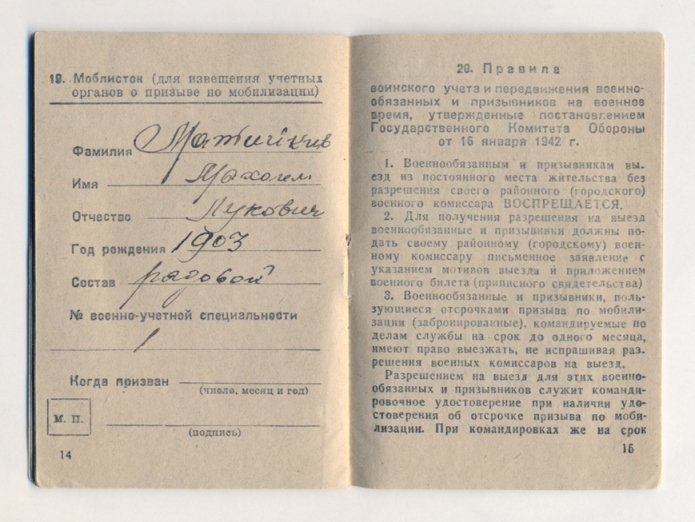 19. Моблисток (для извещения учетных
органов о призыве по мобилизации)
Фамилия
Имя
Отчество Лукович
Год рождения 1903
Состав рядовой
№ военно-учетной специальности
1
Когда призван
(число, месяц и год)
М. П.
(подпись)
14
20. Правила
воинского учета и передвижения военно-
обязанных и призывников на военное
время, утвержденные постановлением
Государственного Комитета Обороны
от 16 января 1942 г.
1. Военнообязанным и призывникам вы-
езд из постоянного места жительства без
разрешения своего районного (городского)
военного комиссара ВОСПРЕЩАЕТСЯ.
2. Для получения разрешения на выезд
военнообязанные и призывники должны по-
дать своему районному (городскому) воен-
ному комиссару письменное заявление с
указанием мотивов выезда и приложением
военного билета (приписного свидетельства)
3. Военнообязанные и призывники, поль-
зующиеся отсрочками призыва по мобили-
зации (забронированные), командируемые по
делам службы на срок до одного месяца,
имеют право выезжать, не испрашивая раз-
решения военных комиссаров на выезд.
Разрешением на выезд для этих военно-
обязанных и призывников служит команди-
ровочное удостоверение при наличии удо-
стоверения об отсрочке призыва по моби-
лизации. При командировках же на срок
15